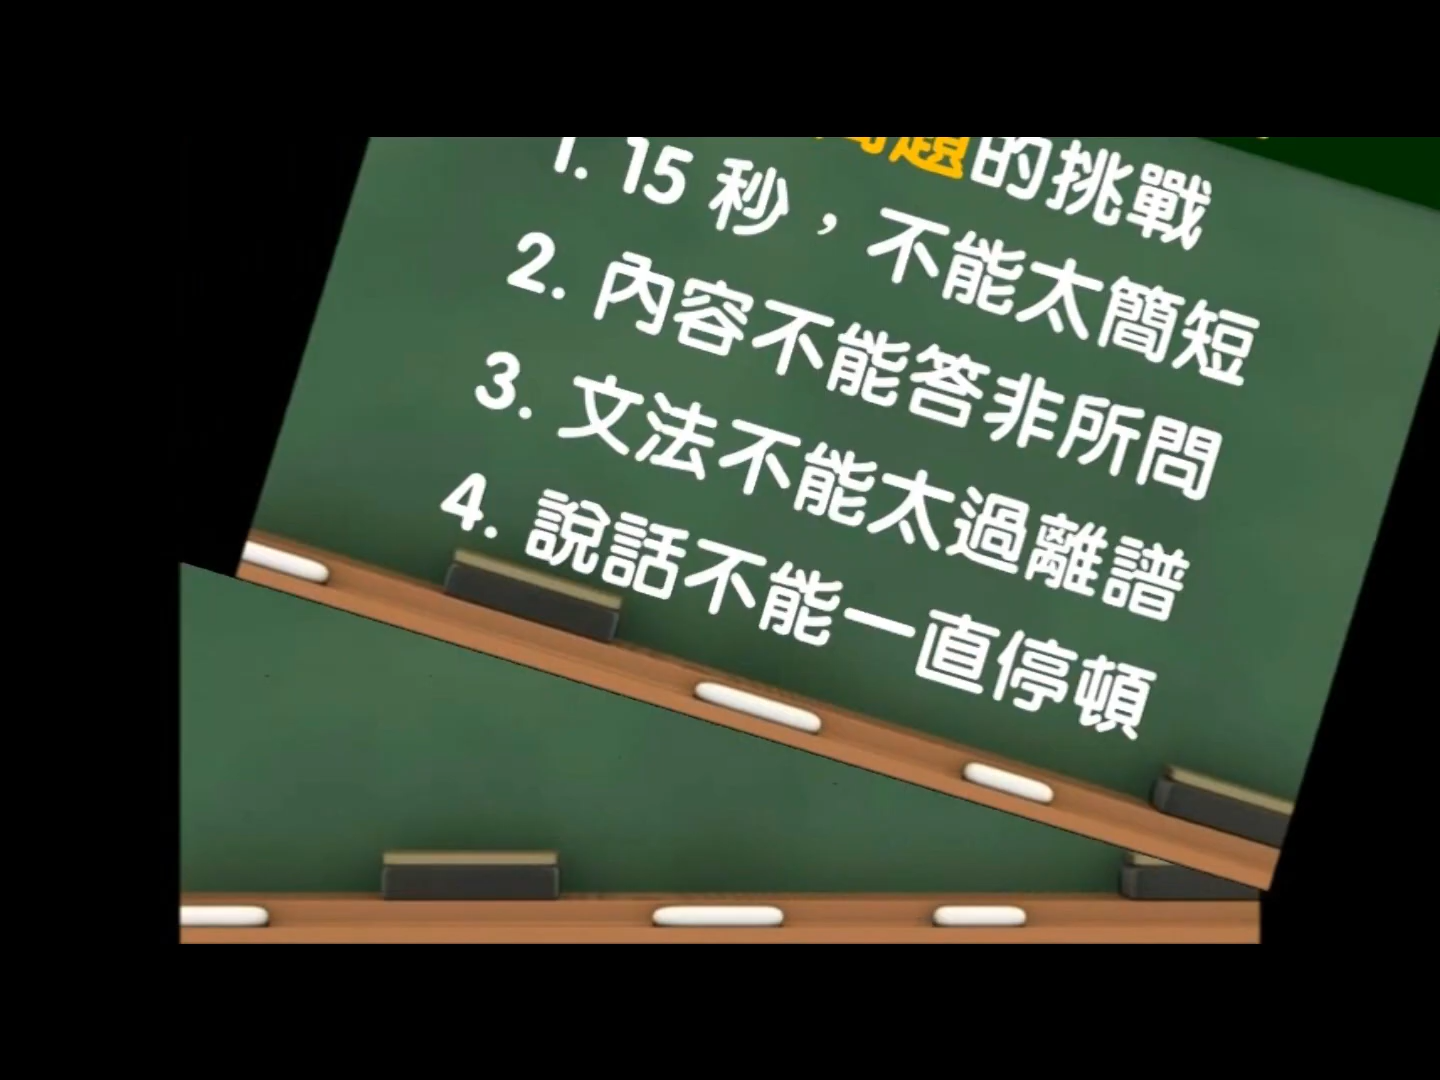 問題的挑戰
1. 15 秒，不能太簡短
2. 內容不能答非所問
3. 文法不能太過離譜
4. 說話不能一直停頓